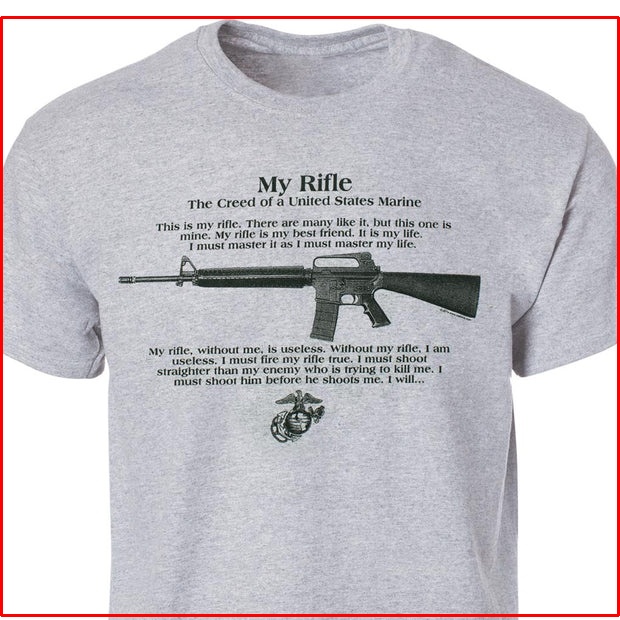 My Rifle
The Creed of a United States Marine
This is my rifle. There are many like it, but this one is
mine. My rifle is my best friend. It is my life.
I must master it as I must master my life.
My rifle, without me, is useless. Without my rifle, I am
useless. I must fire my rifle true. I must shoot
straighter than my enemy who is trying to kill me. I
must shoot him before he shoots me. I will...